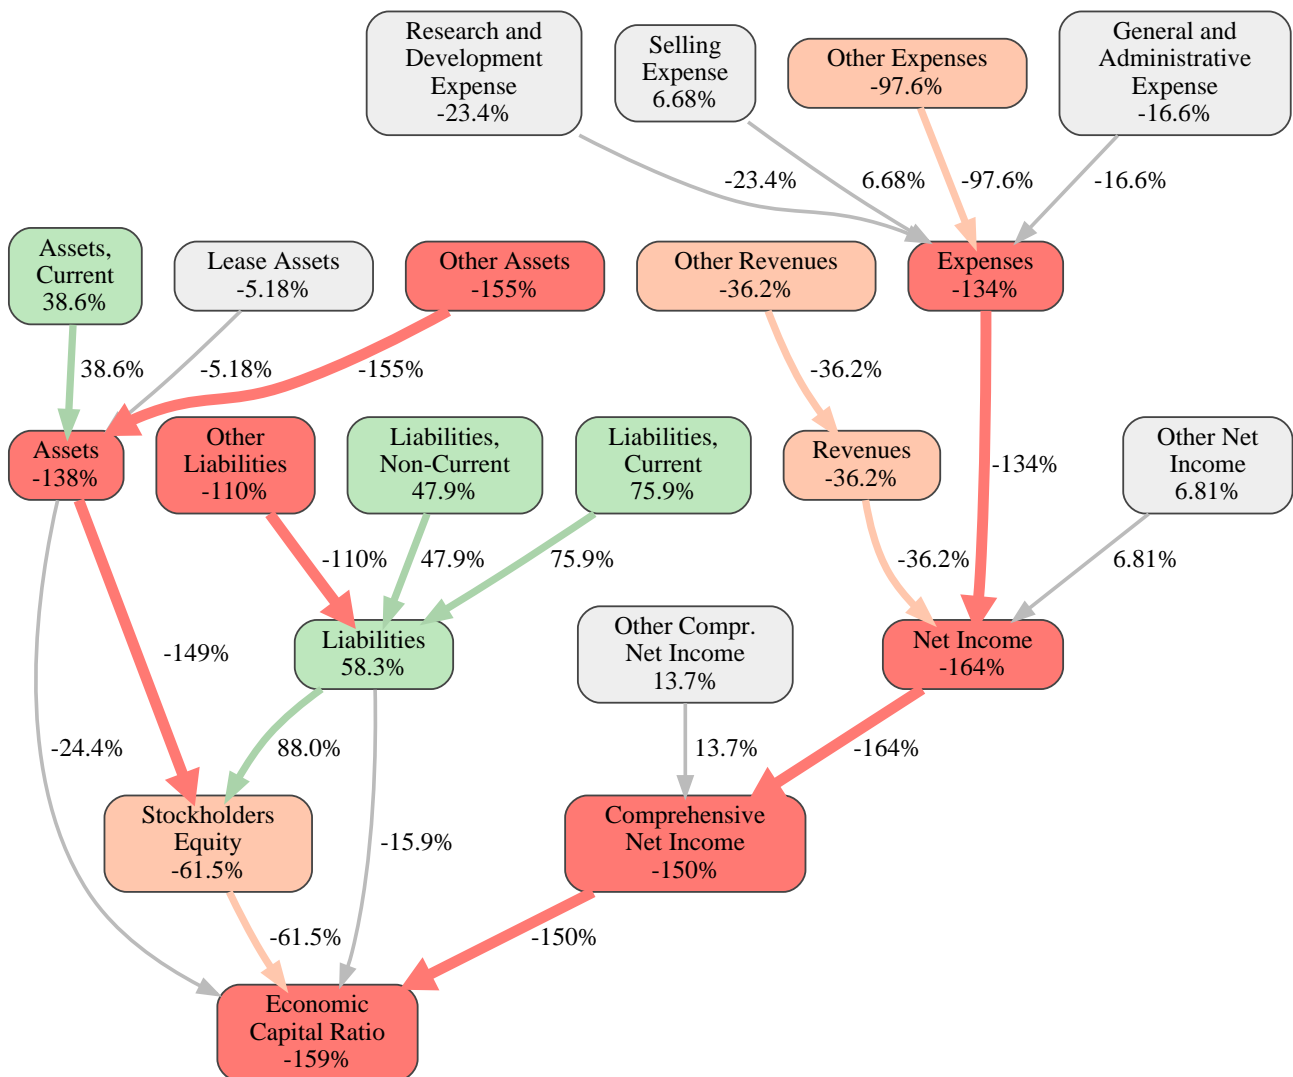 Research and
Development
Expense
-23.4%
Selling
Expense
6.68%
Other Expenses
-97.6%
General and
Administrative
Expense
-16.6%
-23.4%
6.68%
-97.6%
-16.6%
Assets,
Current
38.6%
Lease Assets
-5.18%
Other Assets
-155%
Other Revenues
-36.2%
Expenses
-134%
38.6%
-5.18%
-155%
-36.2%
Assets
-138%
Other
Liabilities
-110%
Liabilities,
Non-Current
47.9%
Liabilities,
Current
75.9%
Revenues
-36.2%
-134%
Other Net
Income
6.81%
-110%
47.9%
75.9%
-36.2%
6.81%
-149%
Liabilities
58.3%
Other Compr.
Net Income
13.7%
Net Income
-164%
-24.4%
88.0%
13.7%
-164%
Stockholders
Equity
-61.5%
-15.9%
Comprehensive
Net Income
-150%
-61.5%
-150%
Economic
Capital Ratio
-159%